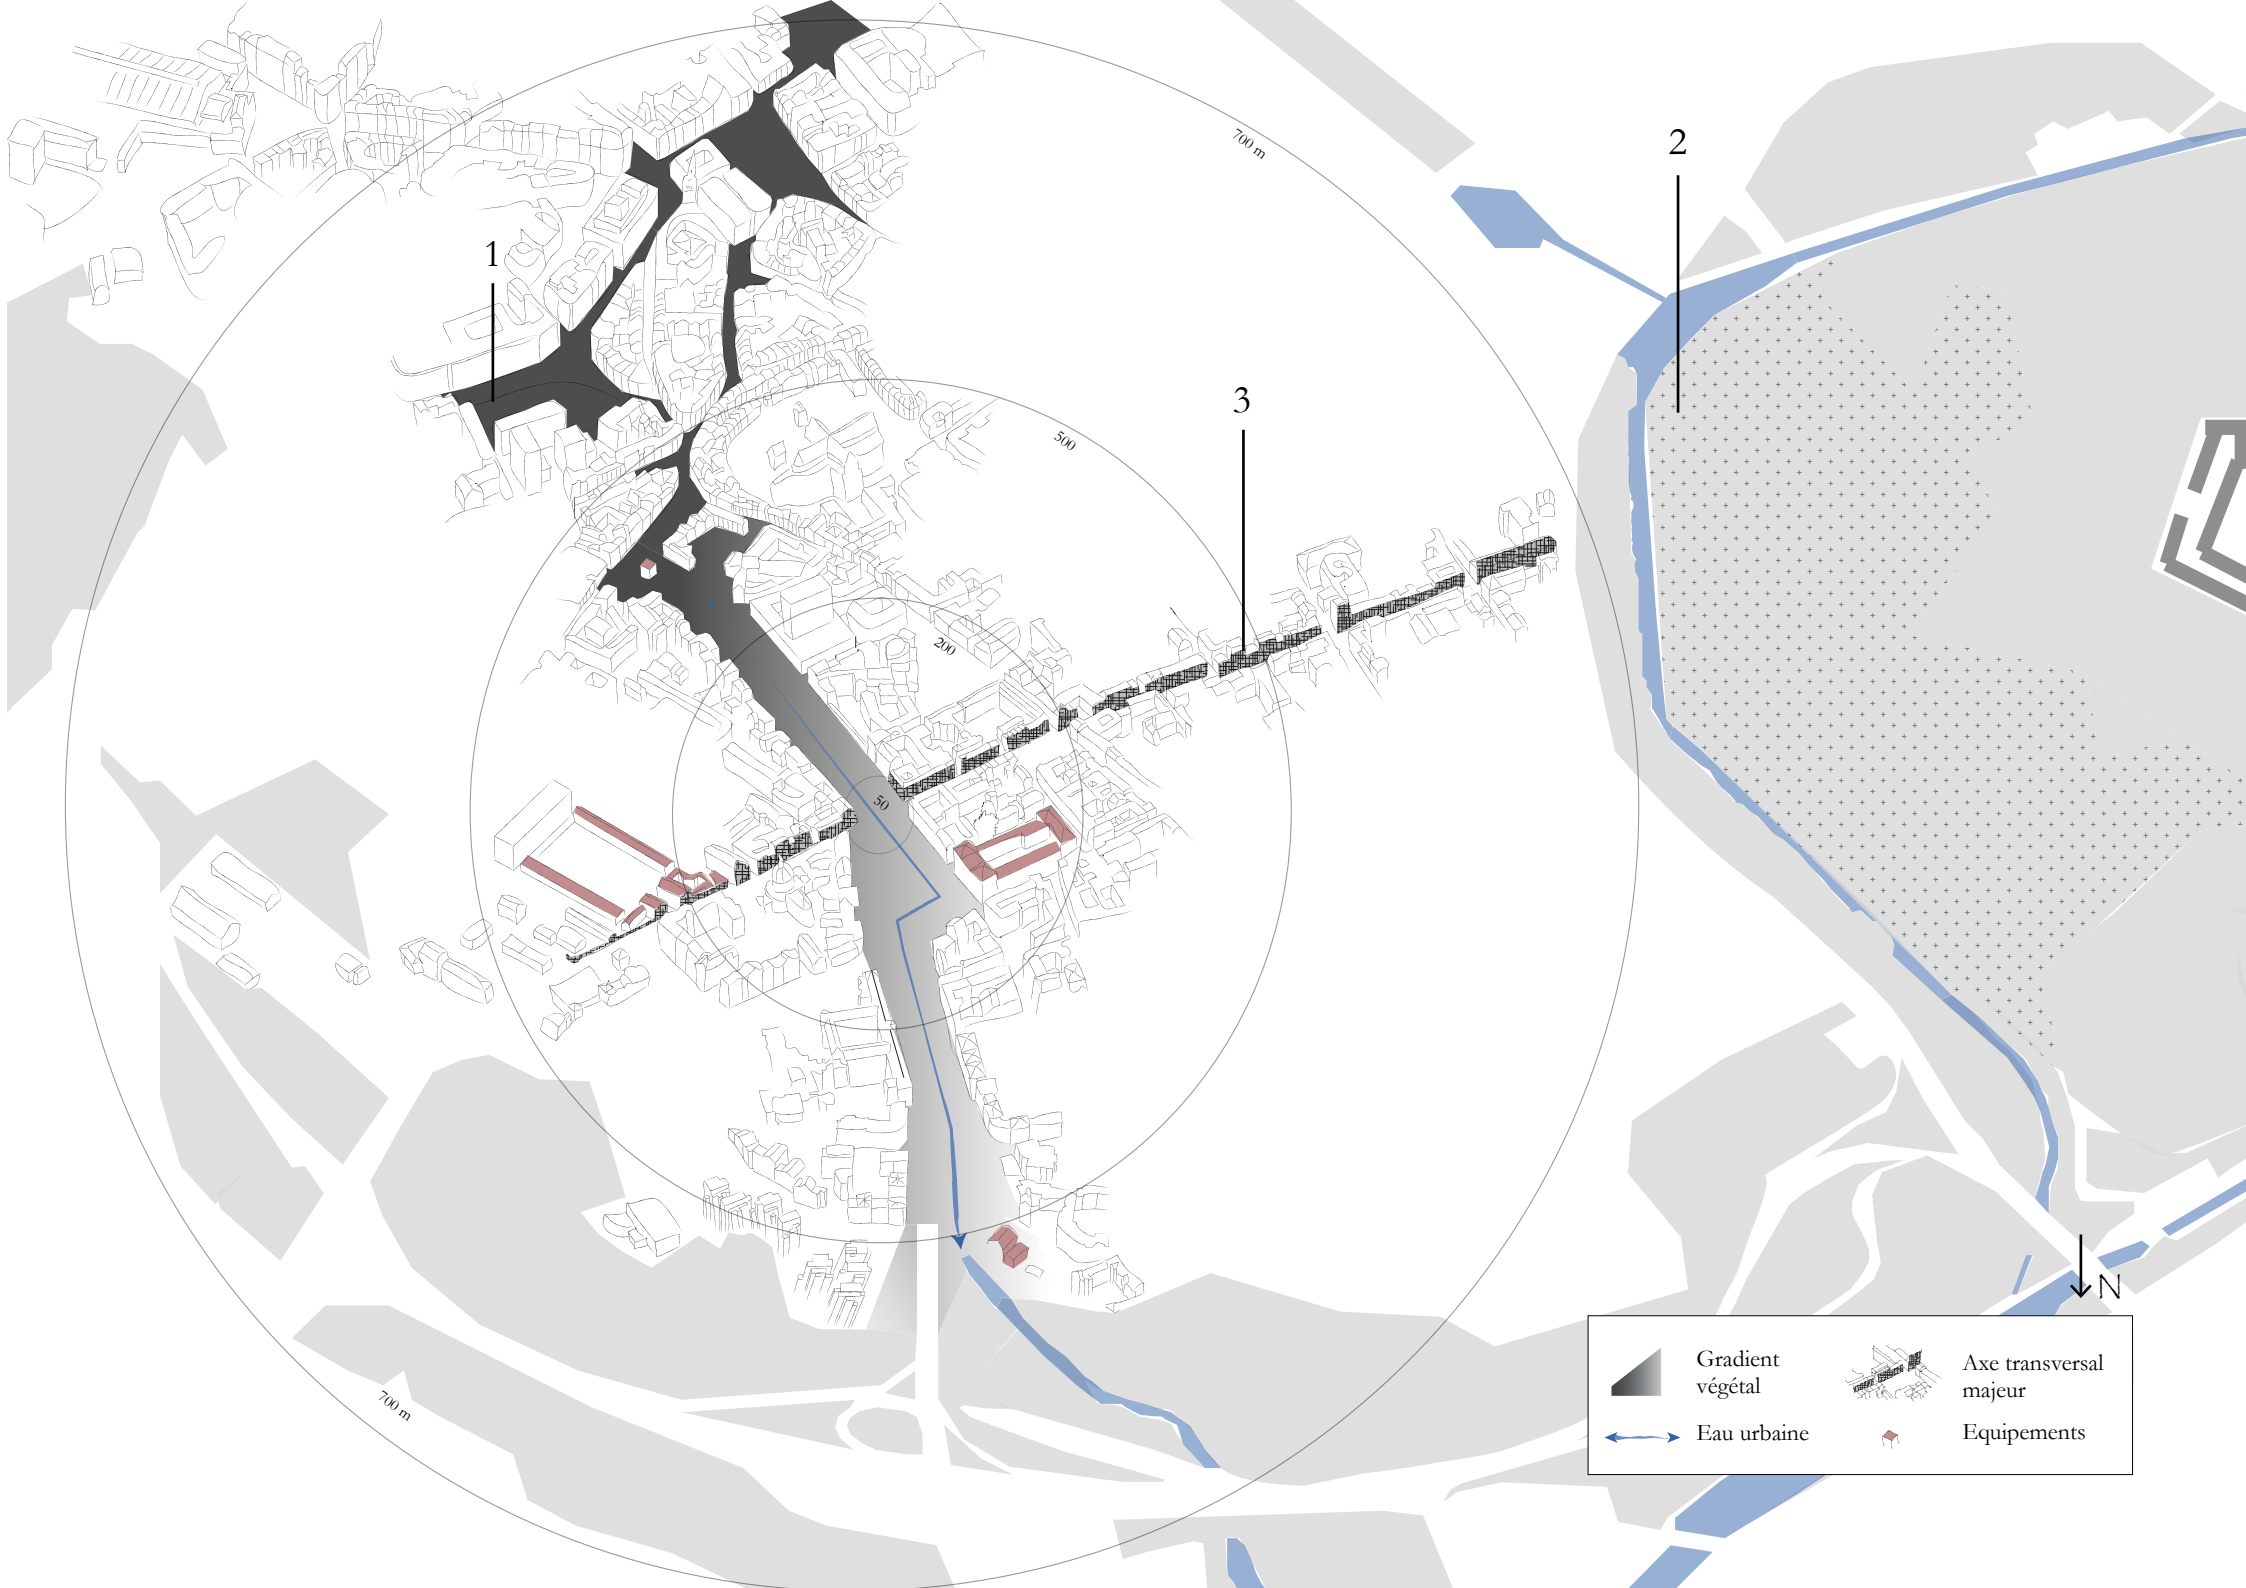 700 m
2
1
3
500
200
50
700 m
N
Gradient
végétal
Axe transversal
majeur
Eau urbaine
Equipements